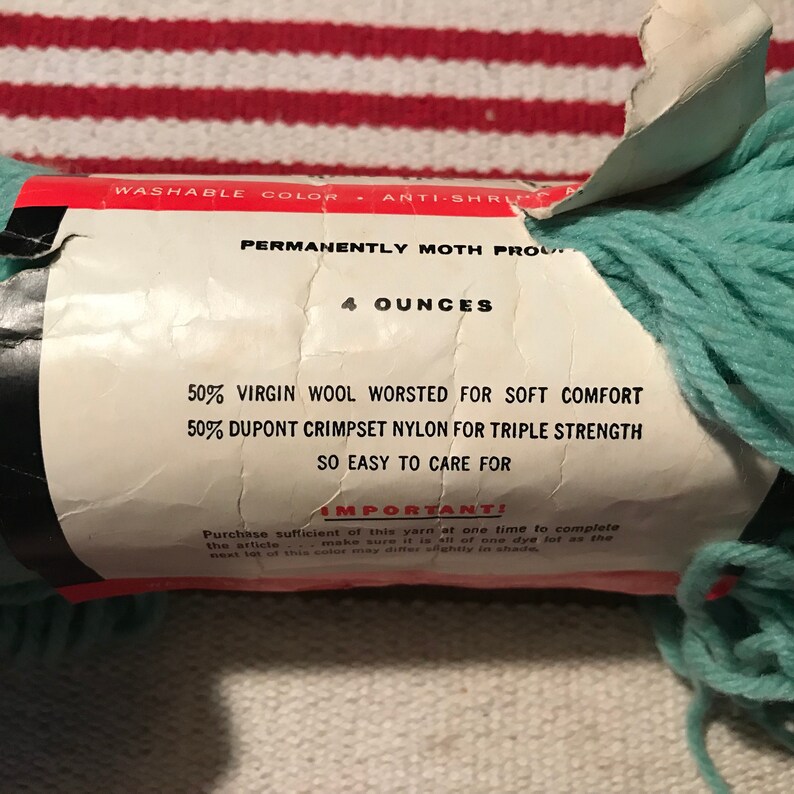 WASHABLE COLOR • ANTI-SHRINK
PERMANENTLY MOTH PROOF
4 OUNCES
50% VIRGIN WOOL WORSTED FOR SOFT COMFORT
50% DUPONT CRIMPSET NYLON FOR TRIPLE STRENGTH
SO EASY TO CARE FOR
IMPORTANT!
Purchase sufficient of this yarn at one time to complete
the article . . . make sure it is all of one dye lot as the
next lot of this color may differ slightly in shade.